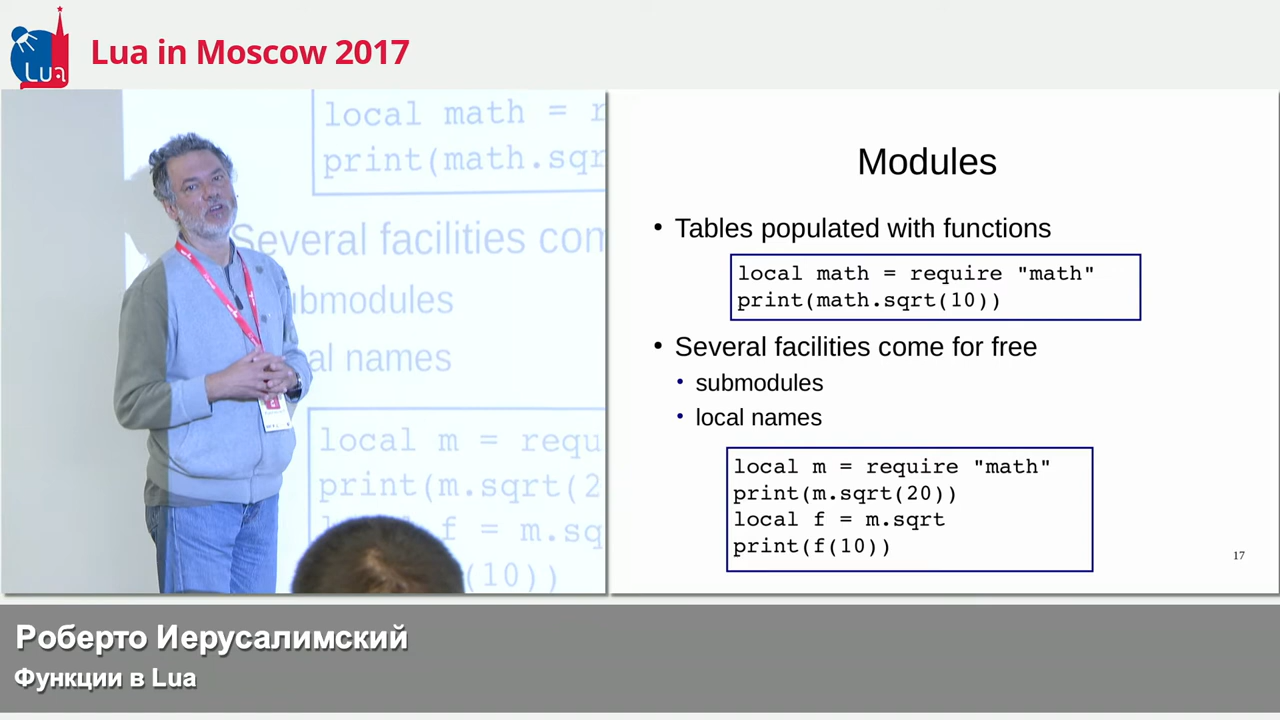 Lua
Lua in Moscow 2017
local math = r
print(math.sqr
Several facilities com
ubmodules
al names
local m = requ
print(m.sqrt(2
f = m.sq
(10))
Modules
• Tables populated with functions
local math = require "math"
print(math.sqrt(10))
• Several facilities come for free
• submodules
• local names
local m = require "math"
print(m.sqrt(20))
local f = m.sqrt
print(f(10))
17
Роберто Иерусалимский
Функции в Lua